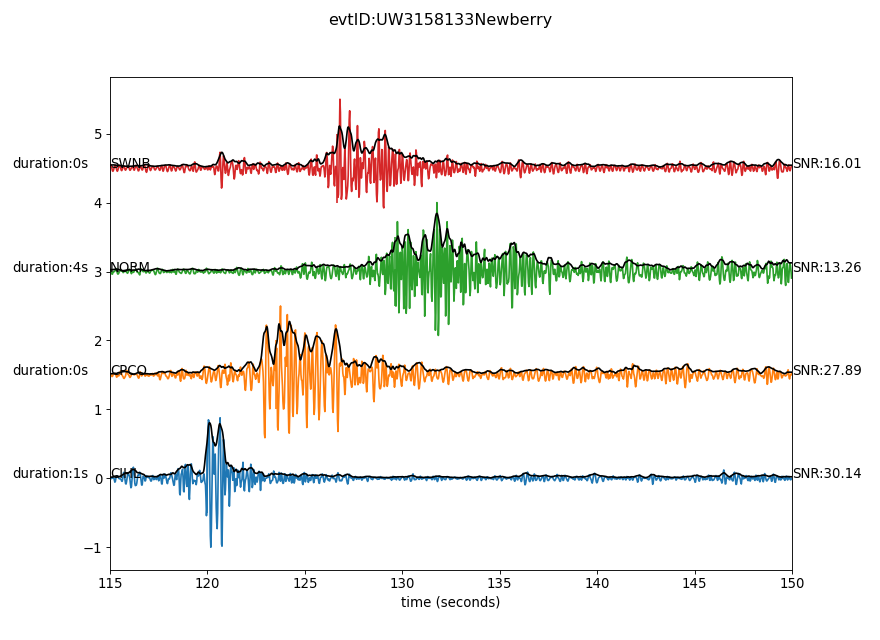 evtID:UW3158133Newberry
duration:0s SWNB SNR:16.01
duration:4s NORM SNR:13.26
duration:0s CPCO SNR:27.89
duration:1s SNR:30.14
5
4
3
2
1
0
−1
115 120 125 130 135 140 145 150
time (seconds)